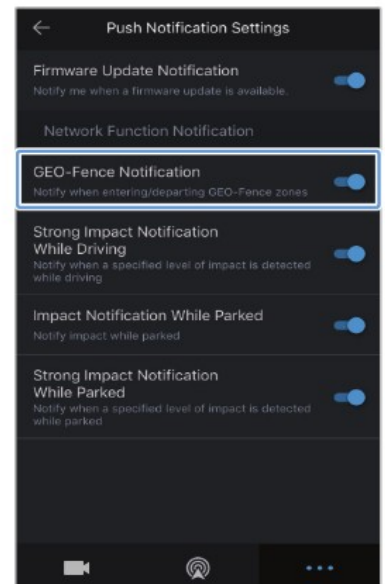 Push Notification Settings
Firmware Update Notification
Notify me when a firmware update is available.
Network Function Notification
GEO-Fence Notification
Notify when entering/departing GEO-Fence zones
Strong Impact Notification
While Driving
Notify when a specified level of impact is detected
while driving
Impact Notification While Parked
Notify impact while parked
Strong Impact Notification
While Parked
Notify when a specified level of impact is detected
while parked